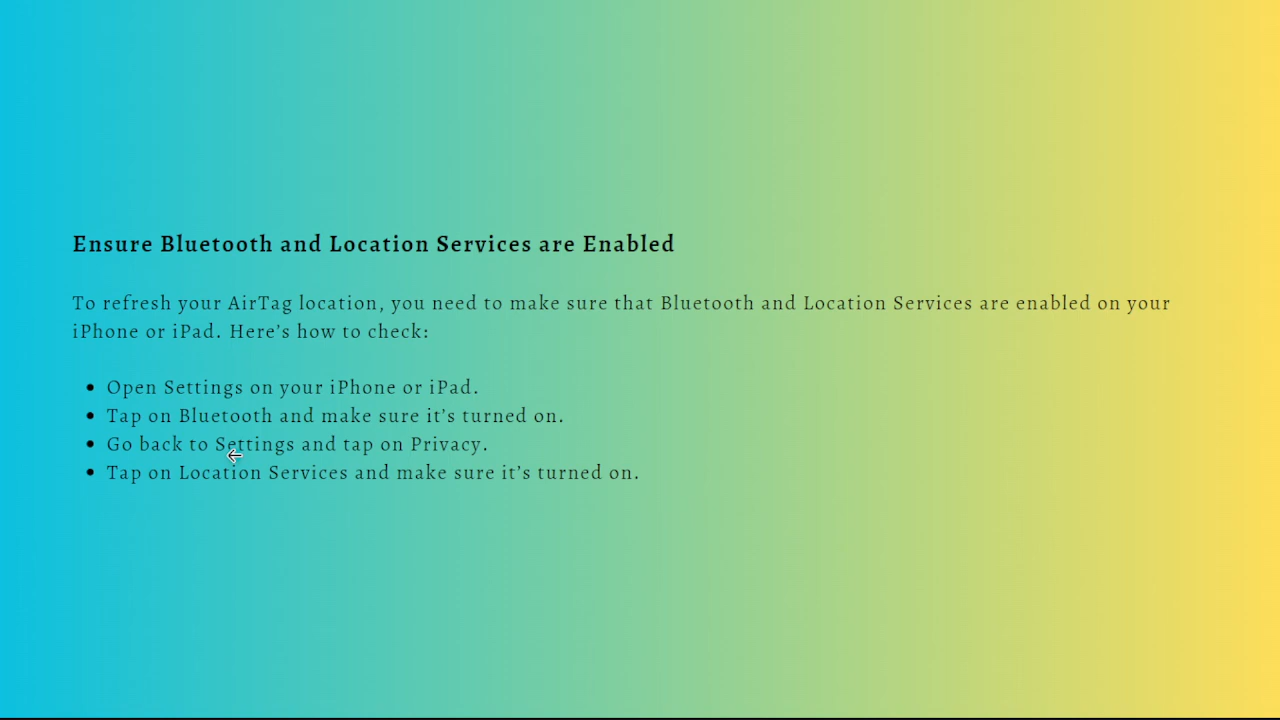 Ensure Bluetooth and Location Services are Enabled
To refresh your AirTag location, you need to make sure that Bluetooth and Location Services are enabled on your
iPhone or iPad. Here’s how to check:
• Open Settings on your iPhone or iPad.
• Tap on Bluetooth and make sure it’s turned on.
• Go back to Settings and tap on Privacy.
• Tap on Location Services and make sure it’s turned on.